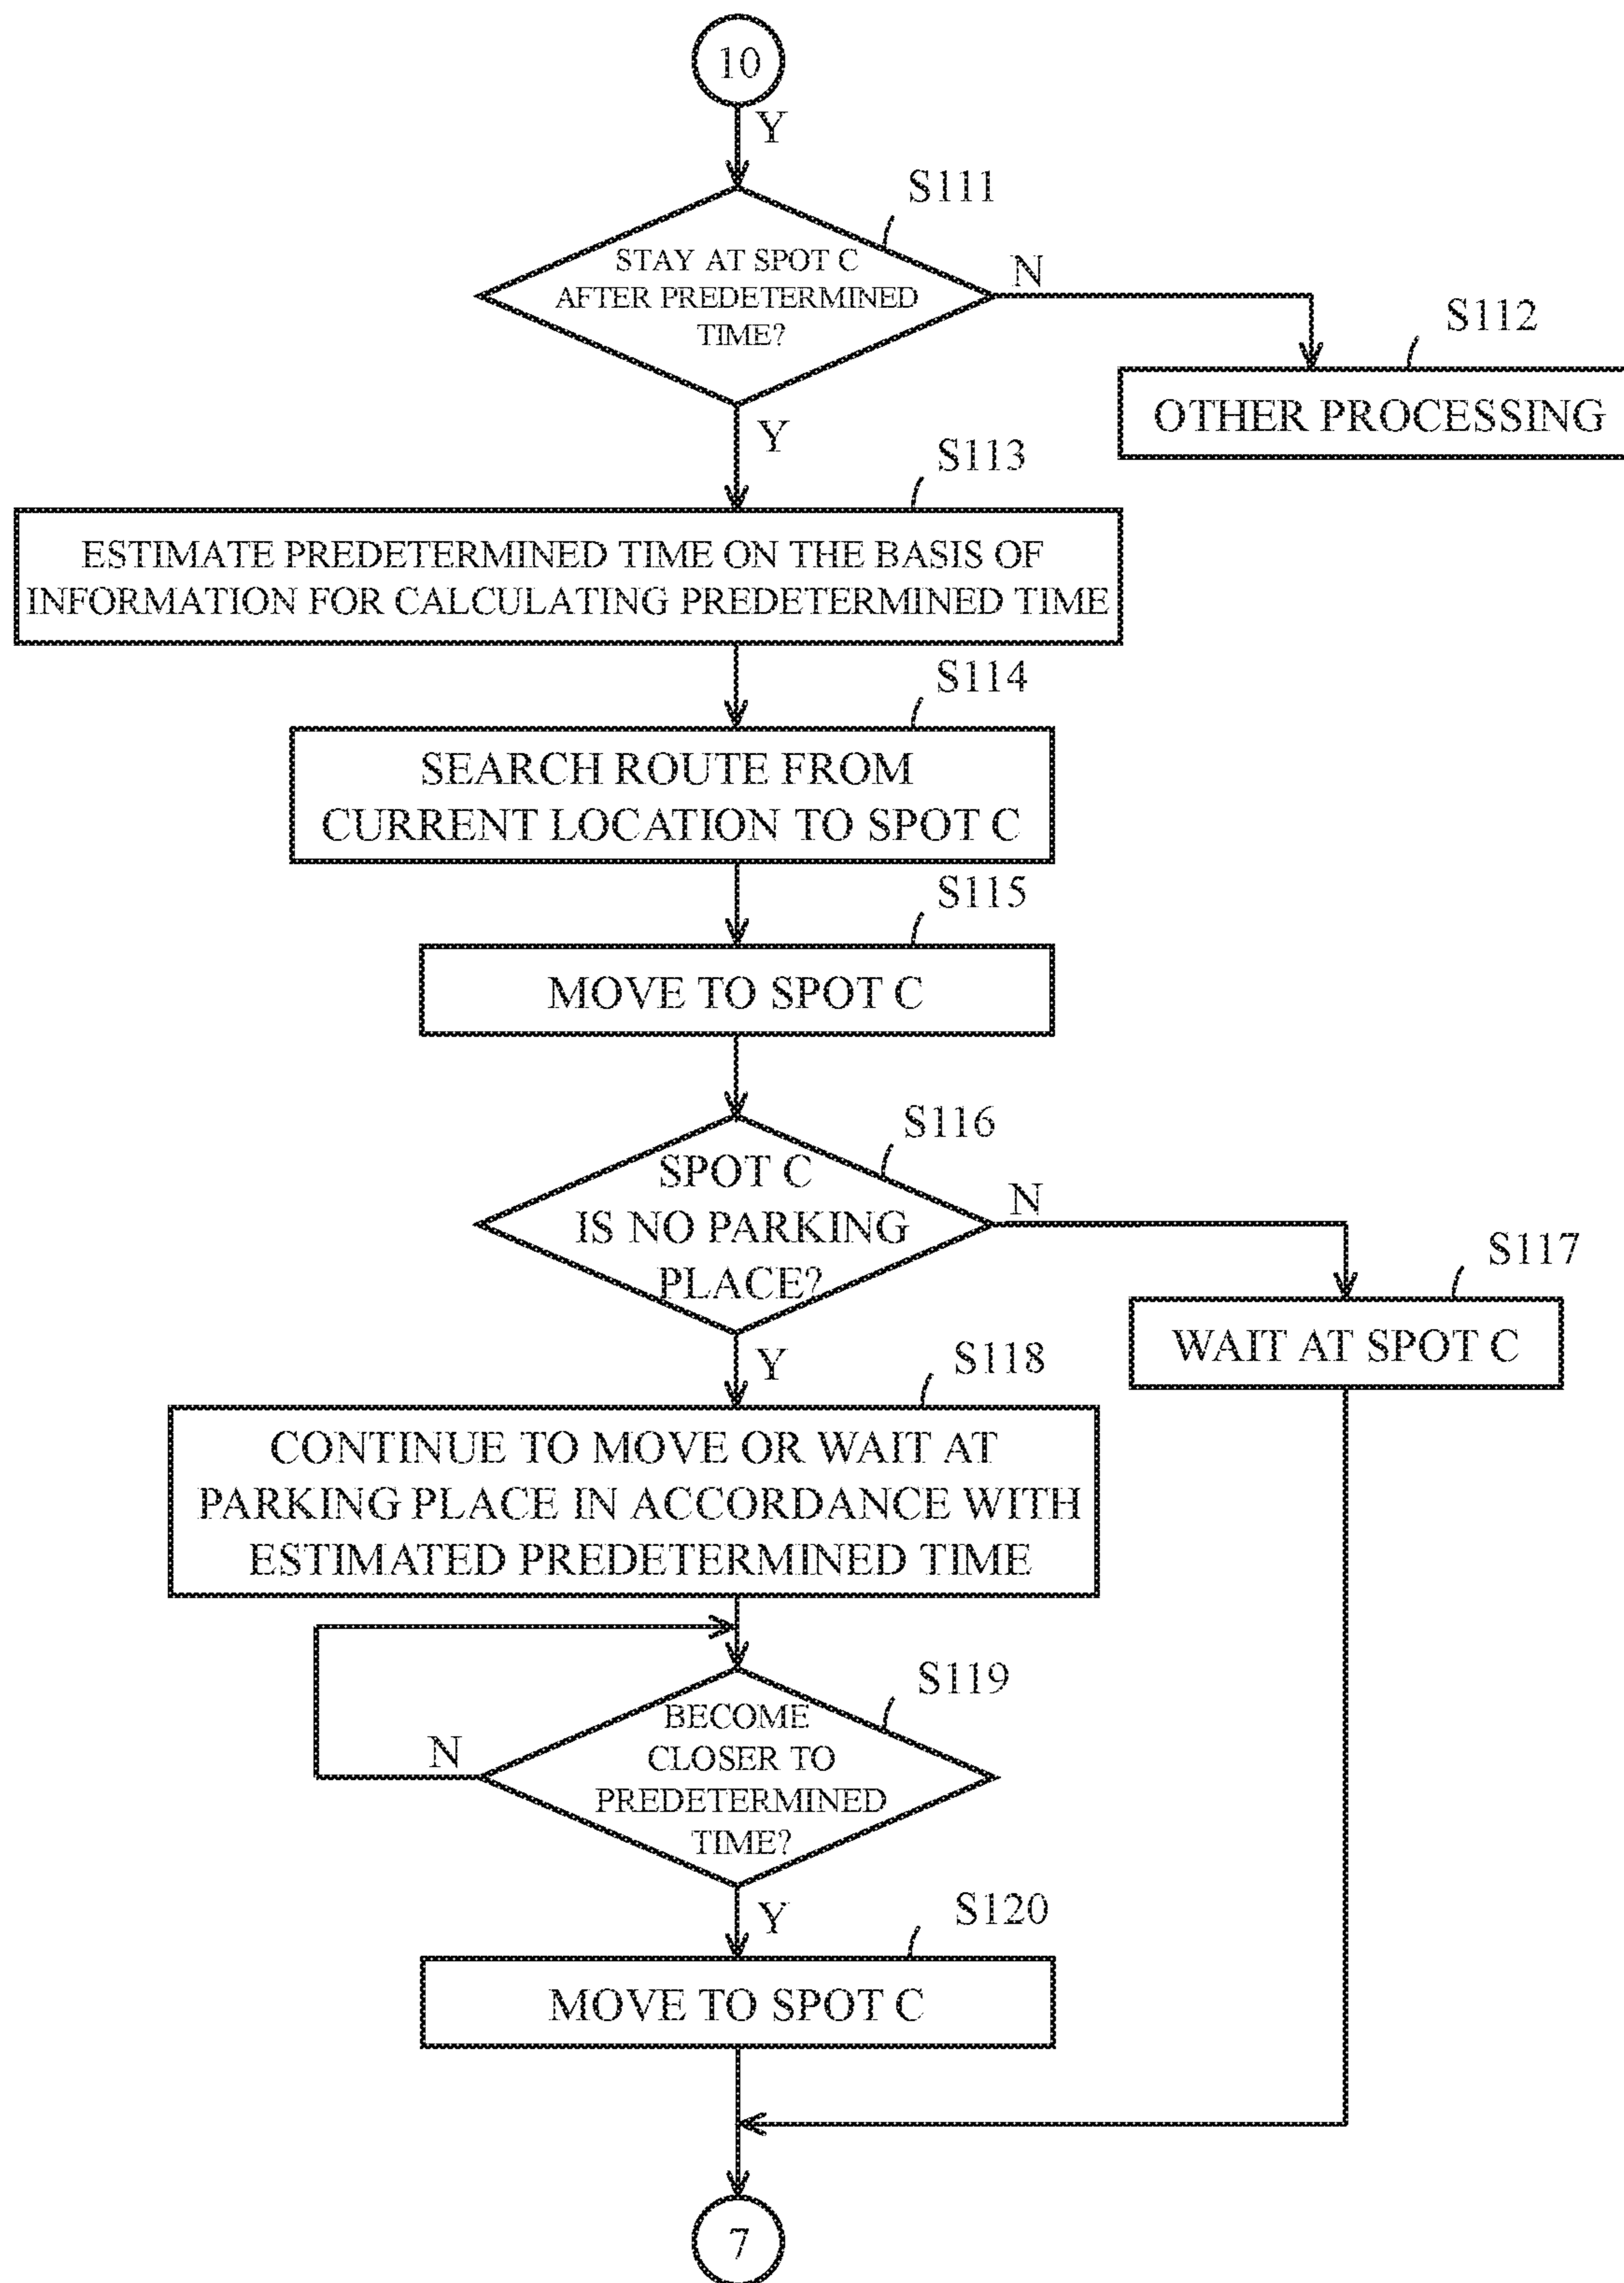 10
Y
S111
STAY AT SPOT C
AFTER PREDETERMINED
TIME?
N
S112
OTHER PROCESSING
Y
S113
ESTIMATE PREDETERMINED TIME ON THE BASIS OF
INFORMATION FOR CALCULATING PREDETERMINED TIME
S114
SEARCH ROUTE FROM
CURRENT LOCATION TO SPOT C
S115
MOVE TO SPOT C
S116
SPOT C
IS NO PARKING
PLACE?
N
S117
WAIT AT SPOT C
Y
S118
CONTINUE TO MOVE OR WAIT AT
PARKING PLACE IN ACCORDANCE WITH
ESTIMATED PREDETERMINED TIME
S119
BECOME
CLOSER TO
PREDETERMINED
TIME?
N
Y
S120
MOVE TO SPOT C
7